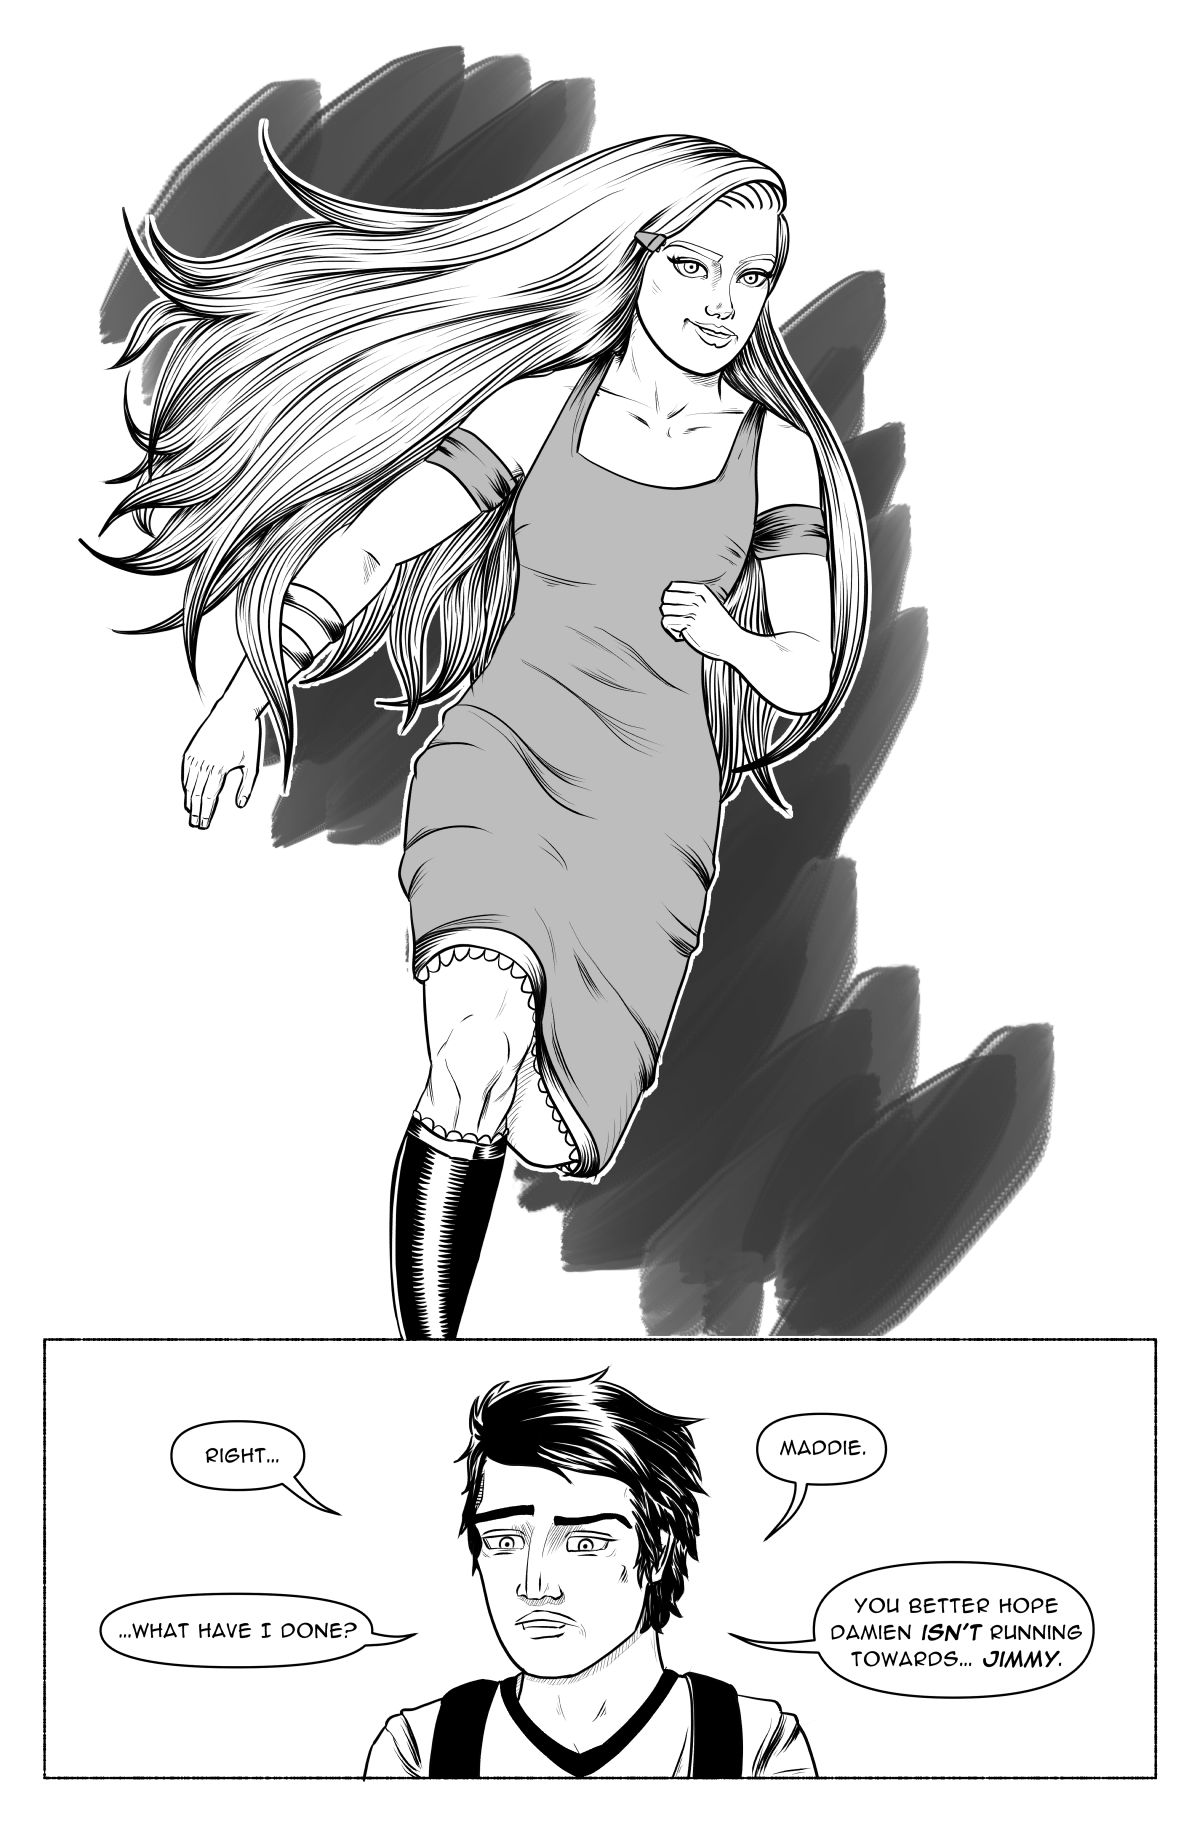 RIGHT...
MADDIE.
...WHAT HAVE I DONE?
YOU BETTER HOPE
DAMIEN ISN'T RUNNING
TOWARDS... JIMMY.